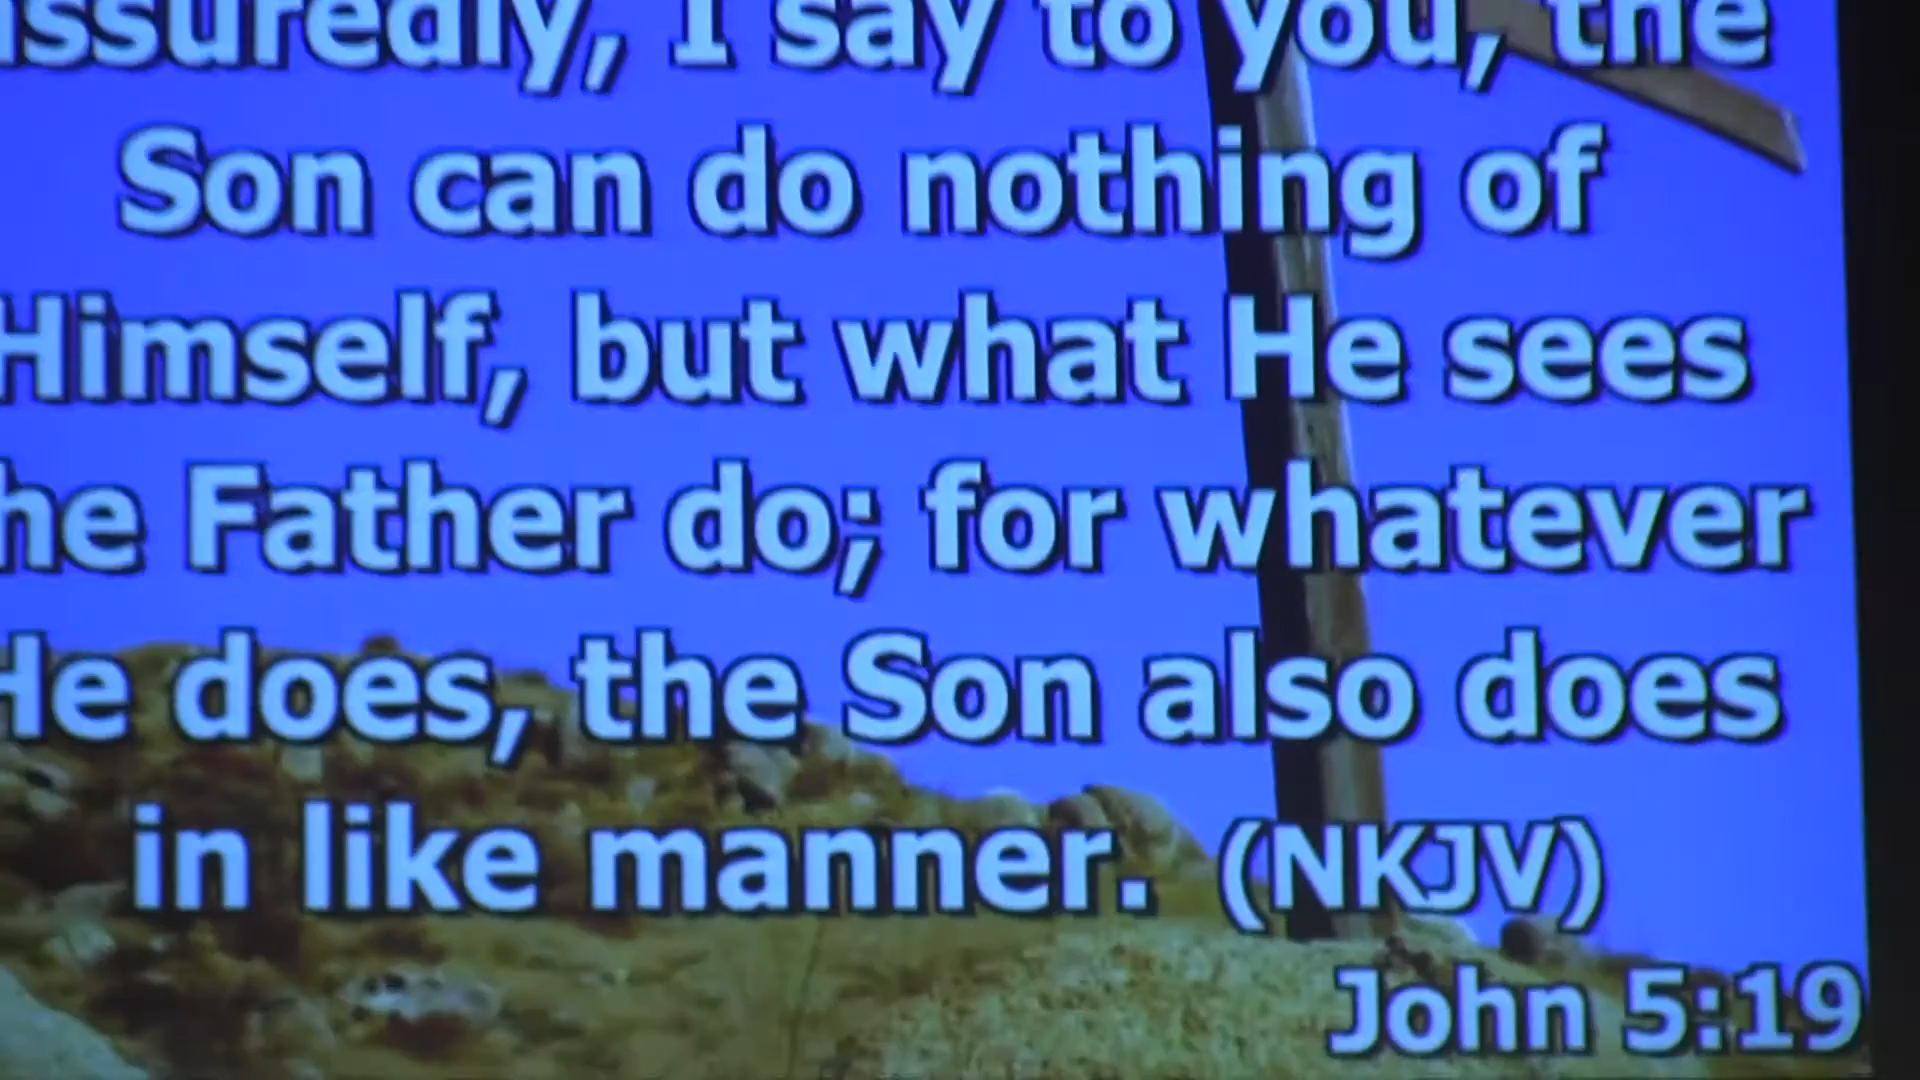 assuredly, I say to you, the
Son can do nothing of
Himself, but what He sees
he Father do; for whatever
He does, the Son also does
in like manner. (NKJV)
John 5:19